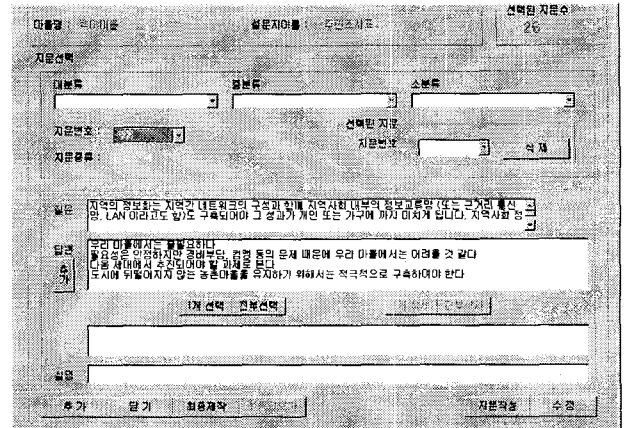 마을명 : 설문지이름 : 주민조사표 선택된 지문수
26
지문선택
대분류 중분류 소분류
지문번호 : 선택된 지문
지문번호 삭 제
지문종류 :
질문 지역의 정보화는 지역간 네트워크의 구성과 함께 지역사회 내부의 정보교류망 (또는 근거리 통신
망, LAN 이라고도 함)도 구축되어야 그 성과가 개인 또는 가구에 까지 미치게 됩니다. 지역사회 정
답변 우리 마을에서는 불필요하다
필요성은 인정하지만 경비부담, 컴맹 등의 문제 때문에 우리 마을에서는 어려울 것 같다
다음 세대에서 추진되어야 할 과제로 본다
추가 도시에 뒤떨어지지 않는 농촌마을을 유지하기 위해서는 적극적으로 구축하여야 한다
1개 선택 전부선택
설명
추 가 닫 기 최종제작 지문작성 수 정